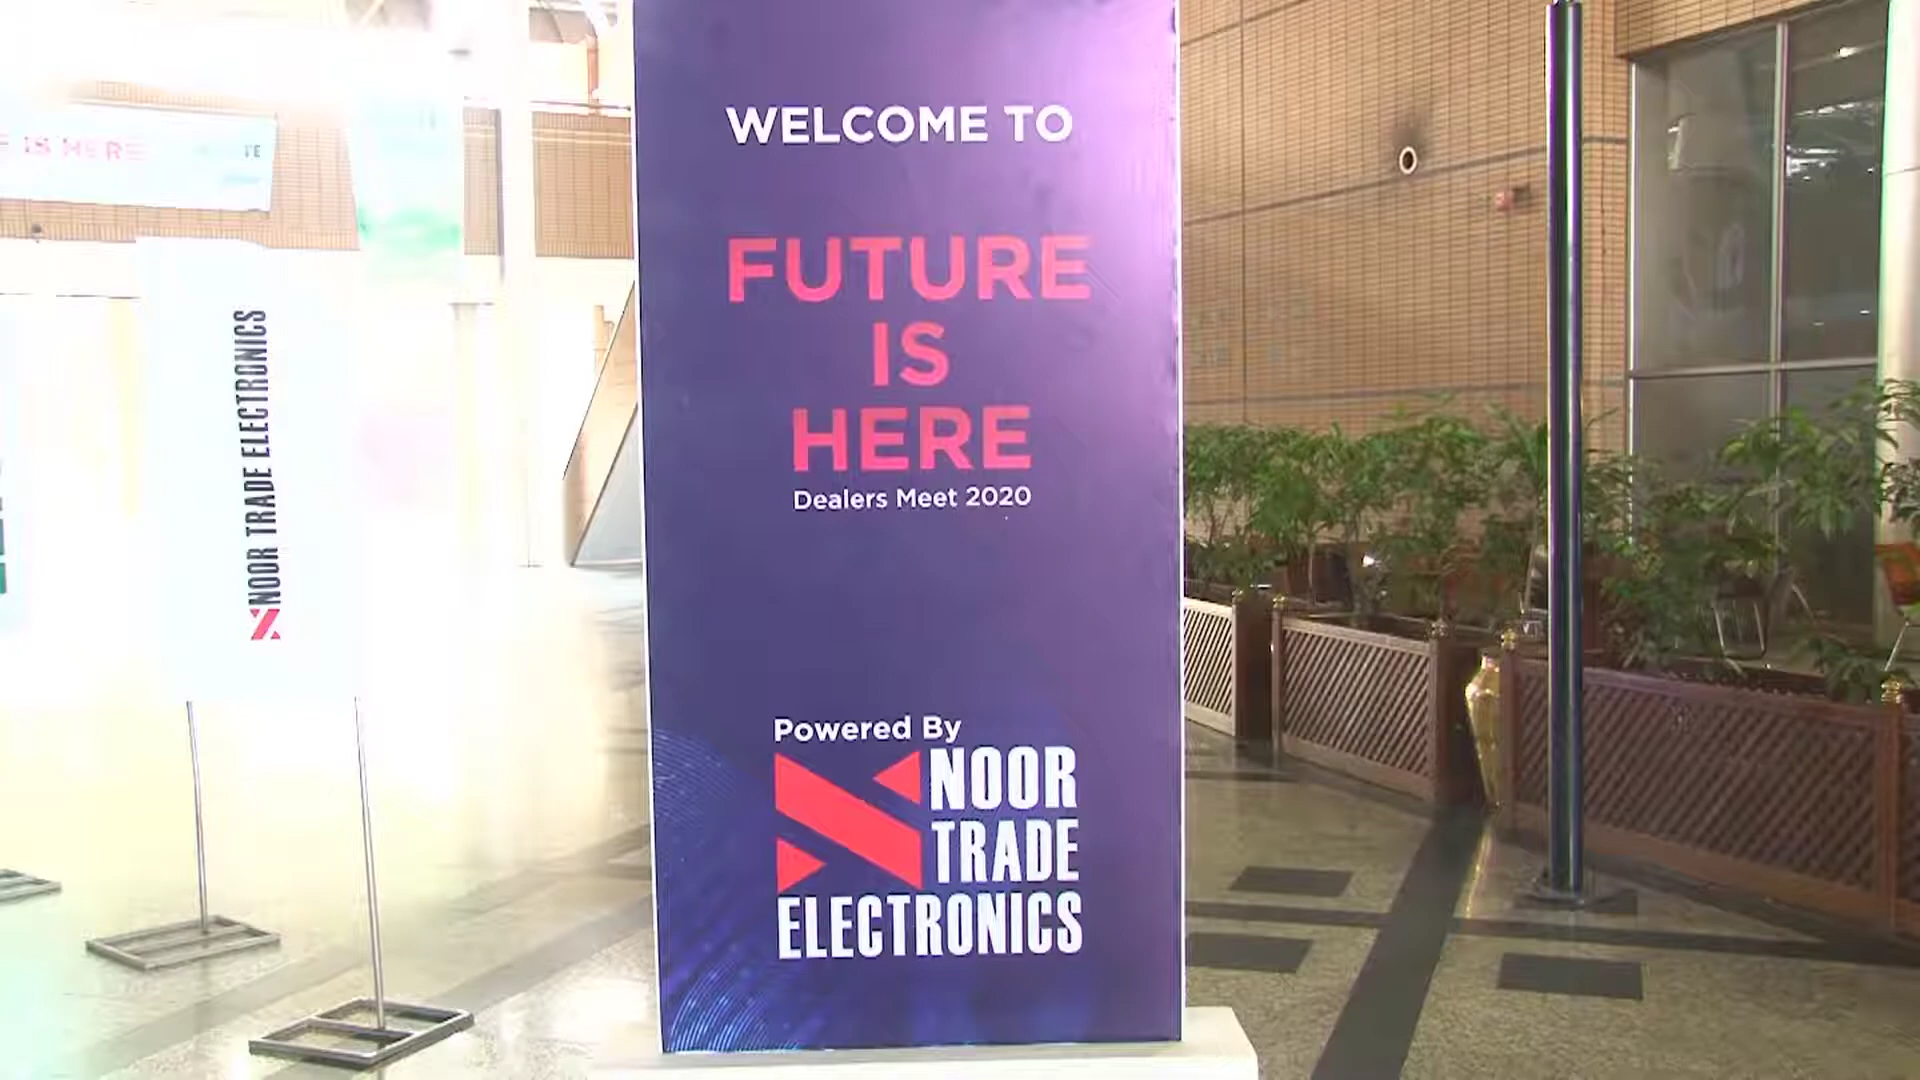 WELCOME TO
FUTURE
IS
HERE
Dealers Meet 2020
Powered By
NOOR
TRADE
ELECTRONICS
NOOR TRADE ELECTRONICS
IS HERE